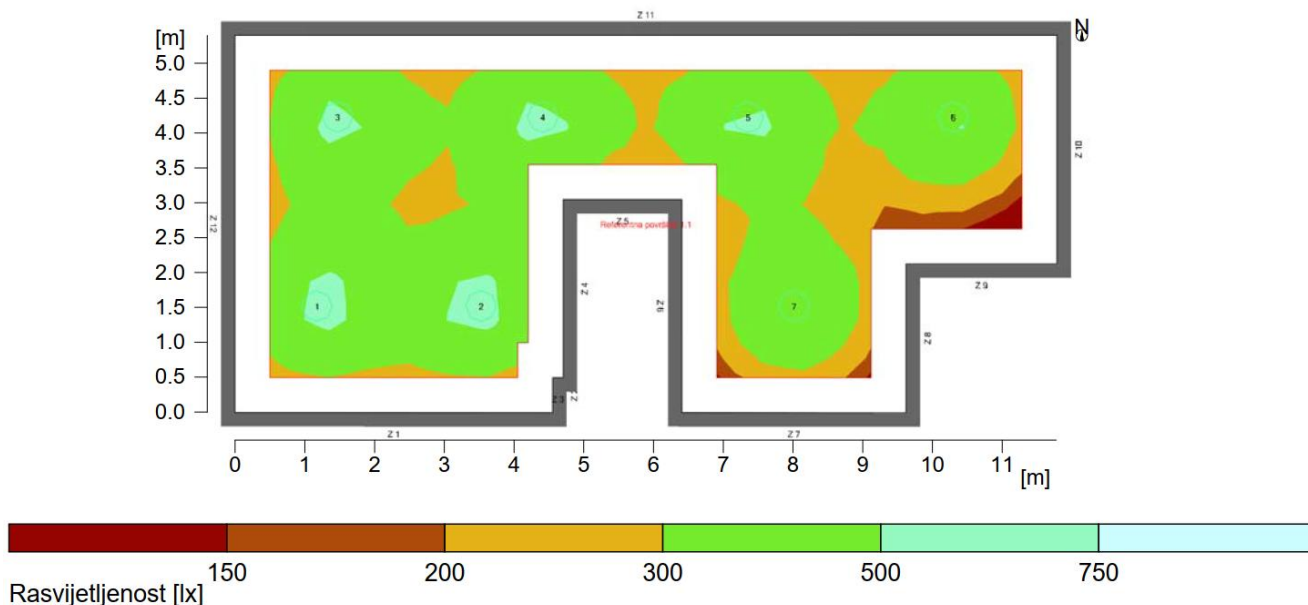 Z 11
N
[m]
5.0
4.5
4.0
3.5
3.0
2.5
2.0
1.5
1.0
0.5
0.0
3
4
5
6
Z 10
Z 12
Z 5
Referentna površina 1.1
Z 4
Z 6
Z 9
1
2
7
Z 8
Z 3
Z 1
Z 7
0 1 2 3 4 5 6 7 8 9 10 11
[m]
150 200 300 500 750
Rasvijetljenost [lx]